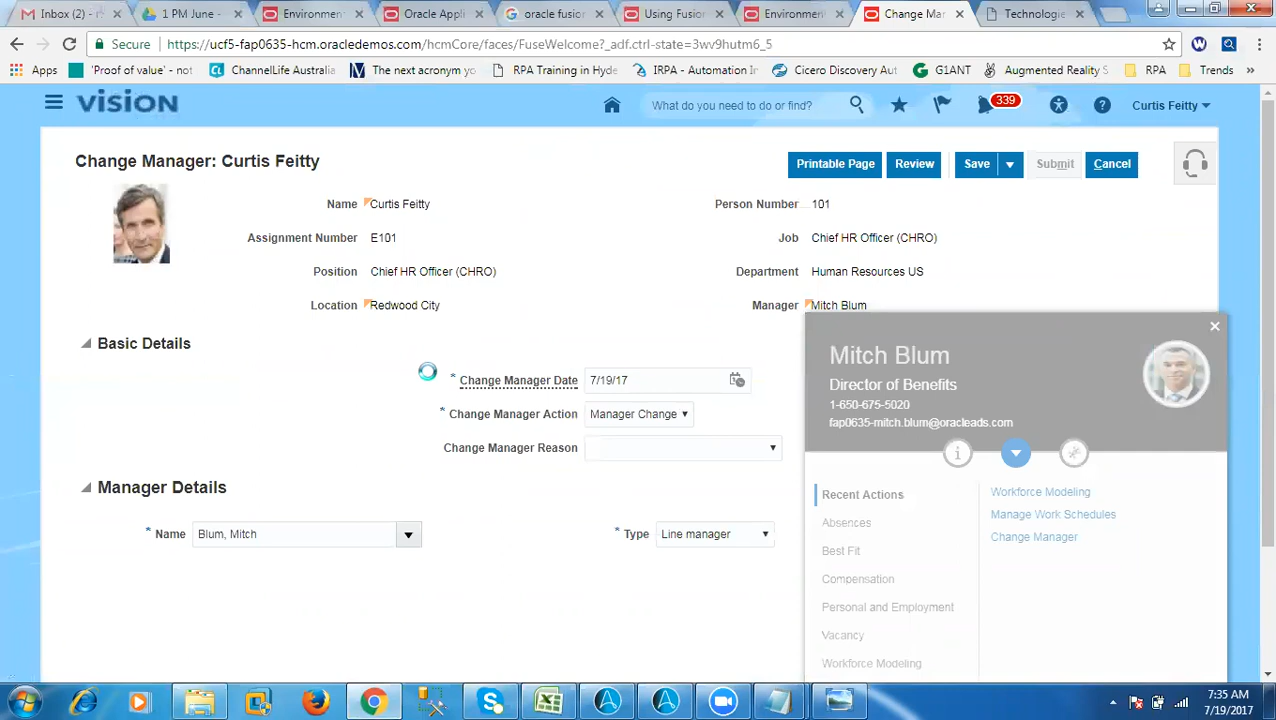 Inbox (2) - m
1 PM June -
Environment
Oracle Appli
oracle fusion
Using Fusio
Environment
Change Mar
Technologie
Secure
https://ucf5-fap0635-hcm.oracledemos.com/hcmCore/faces/FuseWelcome?_adf.ctrl-state=3wv9hutm6_5
Apps
'Proof of value' - not
ChannelLife Australia
The next acronym yo
RPA Training in Hyde
IRPA - Automation In
Cicero Discovery Aut
G1ANT
Augmented Reality S
RPA
Trends
»
VISION
What do you need to do or find?
339
Curtis Feitty
Change Manager: Curtis Feitty
Printable Page
Review
Save
Submit
Cancel
Name Curtis Feitty
Person Number 101
Assignment Number E101
Job Chief HR Officer (CHRO)
Position Chief HR Officer (CHRO)
Department Human Resources US
Location Redwood City
Manager Mitch Blum
Basic Details
* Change Manager Date 7/19/17
* Change Manager Action Manager Change
Change Manager Reason
Manager Details
* Name Blum, Mitch
* Type Line manager
Mitch Blum
Director of Benefits
1-650-675-5020
fap0635-mitch.blum@oracleads.com
Recent Actions
Absences
Best Fit
Compensation
Personal and Employment
Vacancy
Workforce Modeling
Workforce Modeling
Manage Work Schedules
Change Manager
7:35 AM
7/19/2017